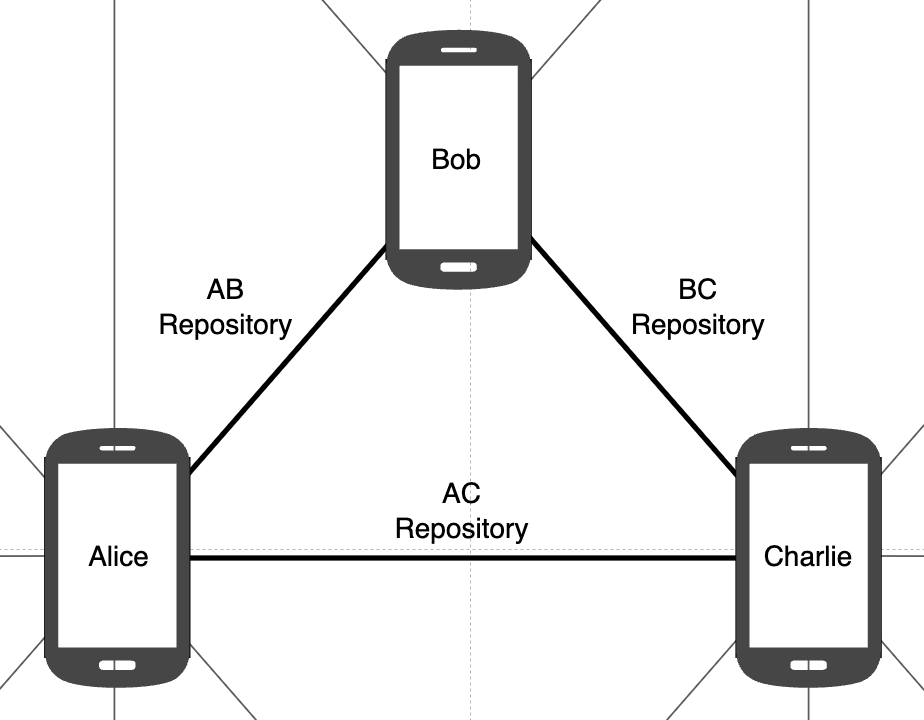 Bob
AB
Repository
BC
Repository
AC
Repository
Alice
Charlie